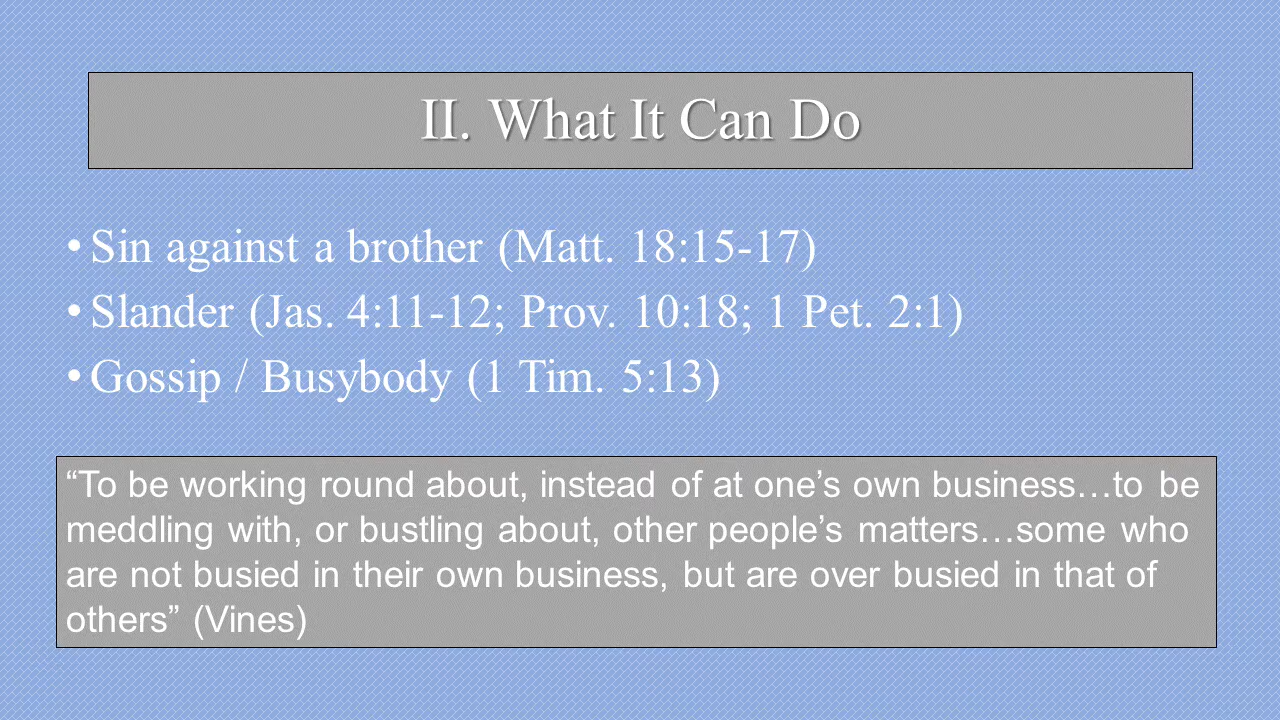 II. What It Can Do
• Sin against a brother (Matt. 18:15-17)
• Slander (Jas. 4:11-12; Prov. 10:18; 1 Pet. 2:1)
• Gossip / Busybody (1 Tim. 5:13)
“To be working round about, instead of at one’s own business…to be
meddling with, or bustling about, other people’s matters…some who
are not busied in their own business, but are over busied in that of
others” (Vines)